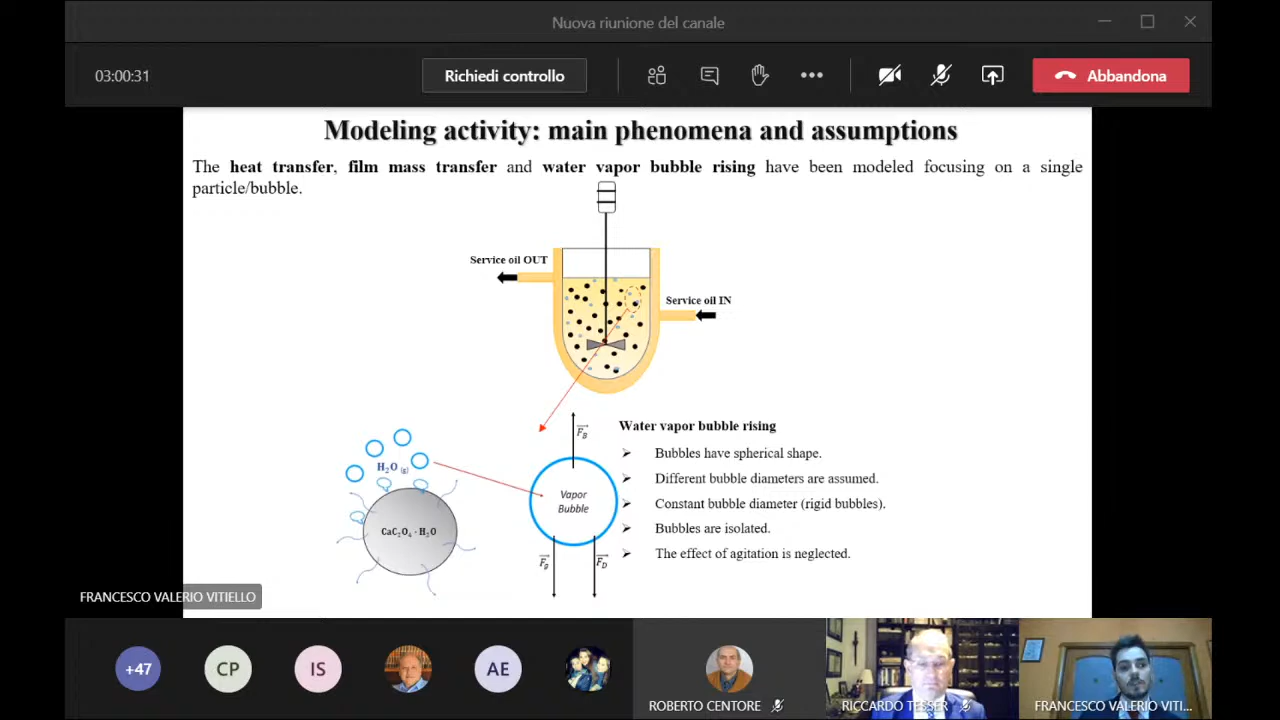 Nuova riunione del canale
03:00:31
Richiedi controllo
Abbandona
Modeling activity: main phenomena and assumptions
The heat transfer, film mass transfer and water vapor bubble rising have been modeled focusing on a single
particle/bubble.
Service oil OUT
Service oil IN
F_B
Water vapor bubble rising
Bubbles have spherical shape.
Different bubble diameters are assumed.
Constant bubble diameter (rigid bubbles).
Bubbles are isolated.
The effect of agitation is neglected.
H₂O (g)
Vapor
Bubble
CaC₂O₄ · H₂O
F_g
F_D
FRANCESCO VALERIO VITIELLO
+47
CP
IS
AE
ROBERTO CENTORE
RICCARDO TESSER
FRANCESCO VALERIO VITI...